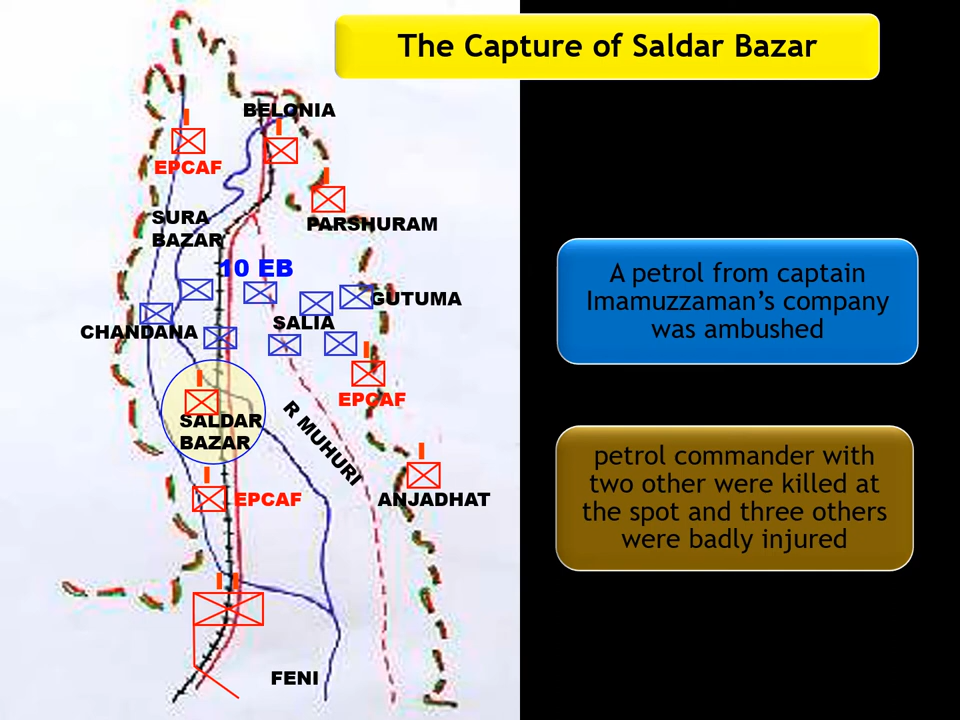 The Capture of Saldar Bazar
BELONIA
EPCAF
SURA
BAZAR
PARSHURAM
10 EB
GUTUMA
CHANDANA
SALIA
EPCAF
SALDAR
BAZAR
R MUHURI
EPCAF
ANJADHAT
FENI
A petrol from captain
Imamuzzaman’s company
was ambushed
petrol commander with
two other were killed at
the spot and three others
were badly injured